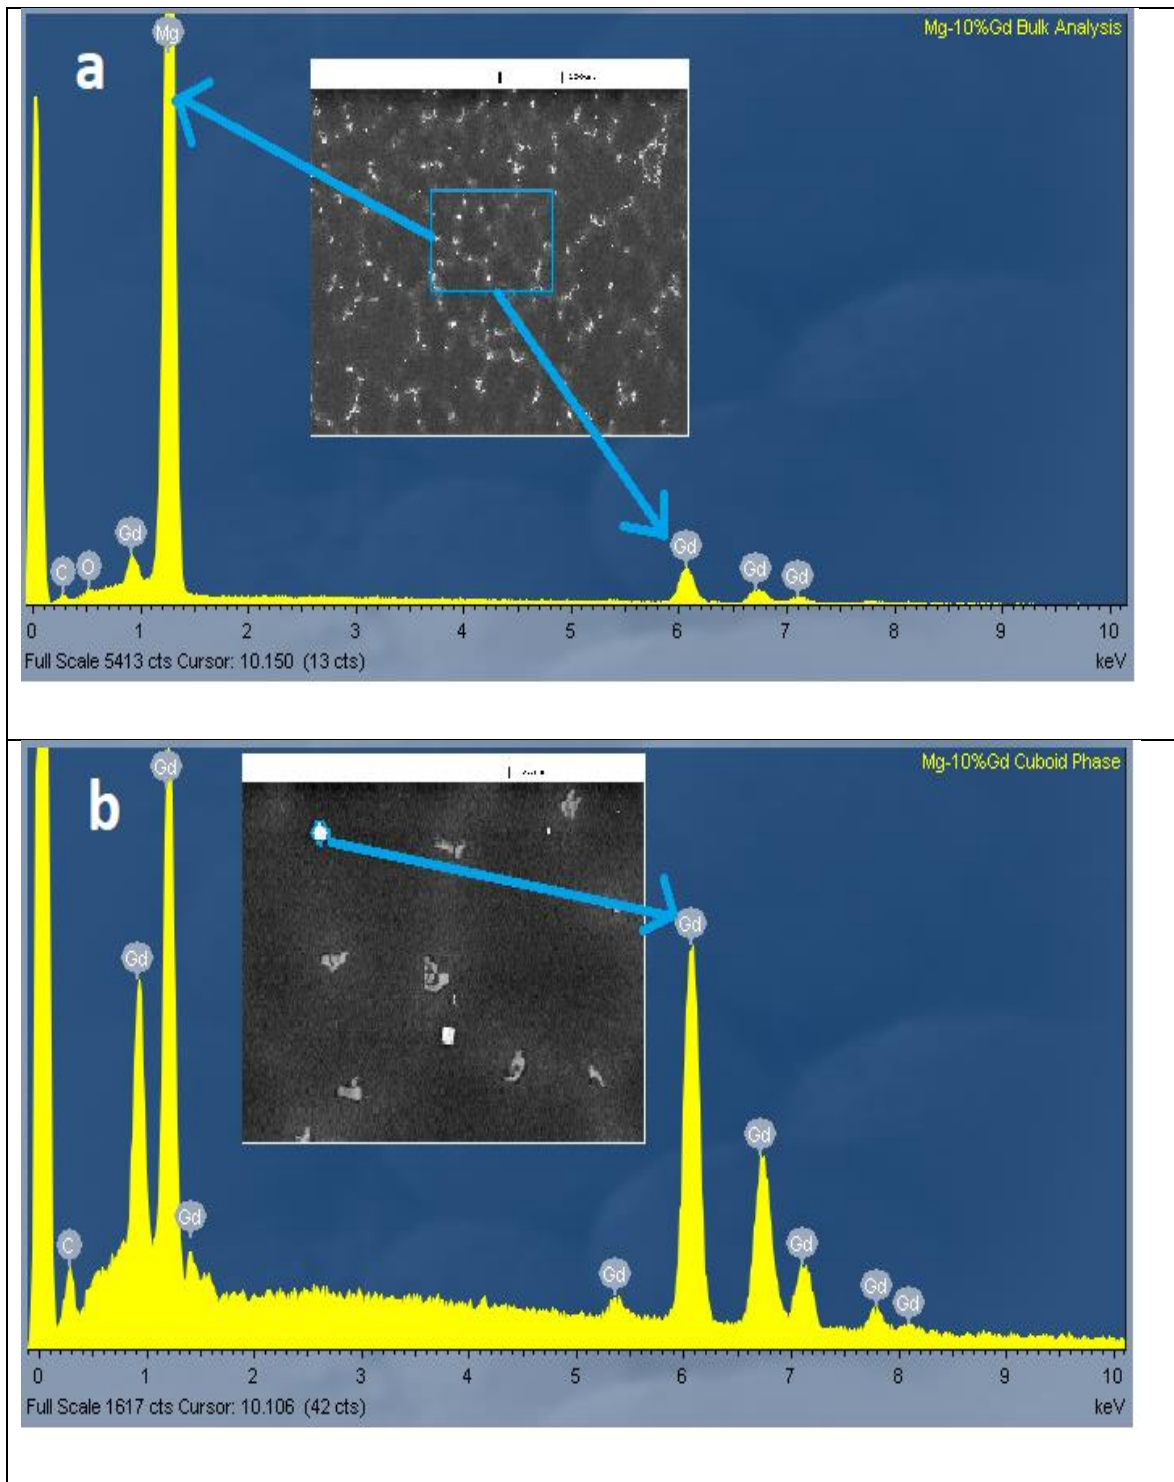 Mg-10%Gd Bulk Analysis
a
Mg
Gd
C
O
Gd
Gd
Gd
0 1 2 3 4 5 6 7 8 9 10
Full Scale 5413 cts Cursor: 10.150 (13 cts) keV
Mg-10%Gd Cuboid Phase
b
Gd
Gd
Gd
Gd
C
Gd
Gd
Gd
Gd
Gd
0 1 2 3 4 5 6 7 8 9 10
Full Scale 1617 cts Cursor: 10.106 (42 cts) keV